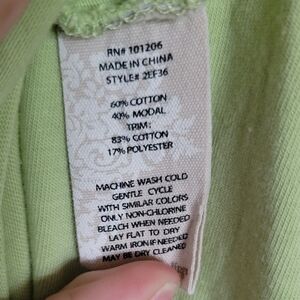 RN# 101206
MADE IN CHINA
STYLE# 2EF36
60% COTTON
40% MODAL
TRIM:
83% COTTON
17% POLYESTER
MACHINE WASH COLD
GENTLE CYCLE
WITH SIMILAR COLORS
ONLY NON-CHLORINE
BLEACH WHEN NEEDED
LAY FLAT TO DRY
WARM IRON IF NEEDED
MAY BE DRY CLEANED